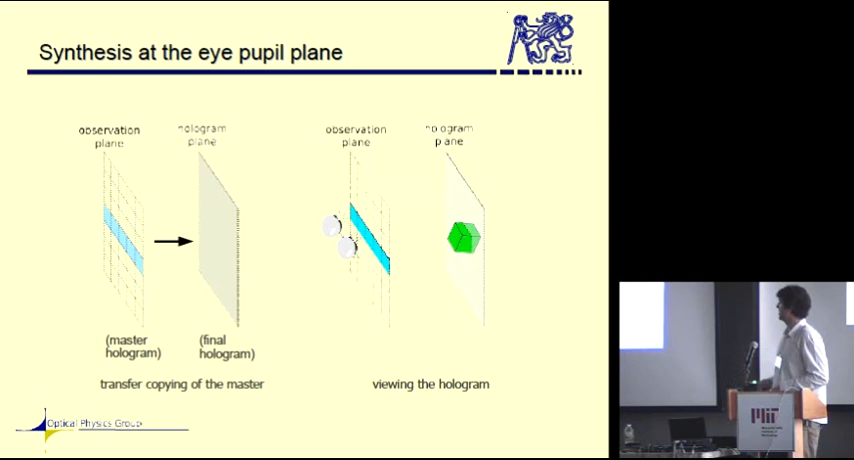 Synthesis at the eye pupil plane
observation
plane
hologram
plane
observation
plane
hologram
plane
(master
hologram)
(final
hologram)
transfer copying of the master
viewing the hologram
Optical Physics Group
MIT